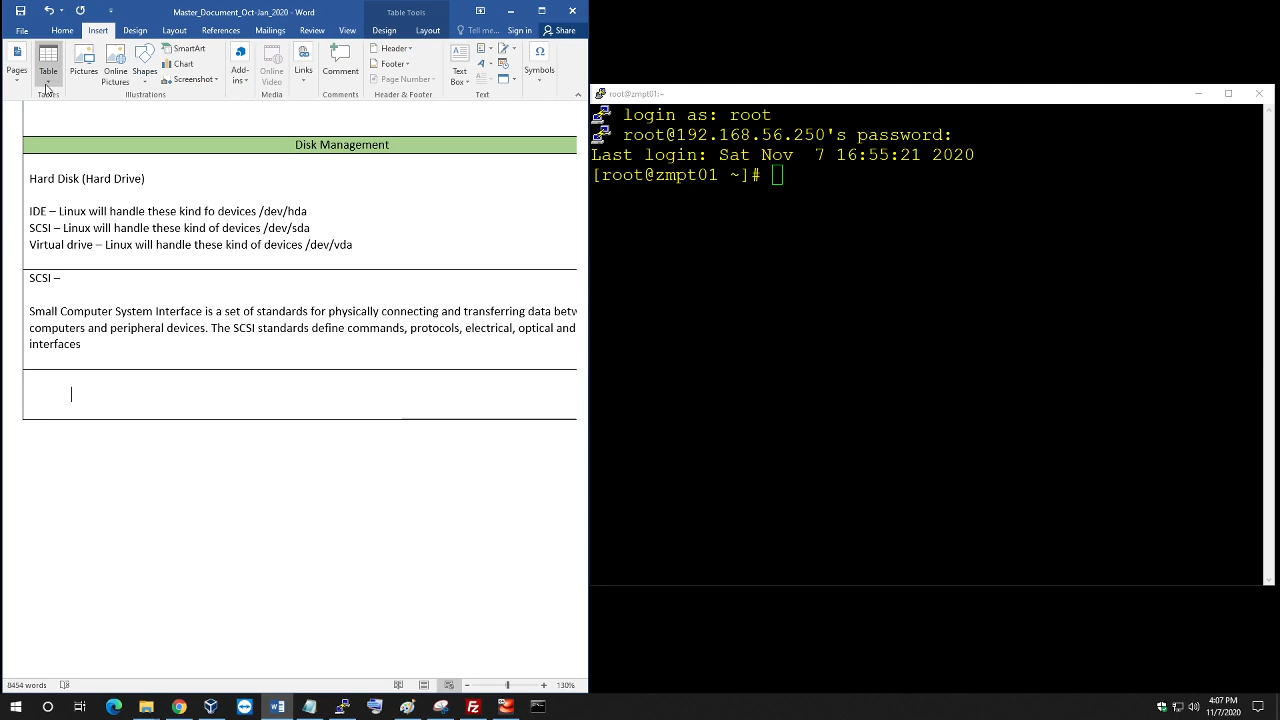 Master_Document_Oct-Jan_2020 - Word
Table Tools
File Home Insert Design Layout References Mailings Review View Design Layout Tell me... Sign in Share
Pages
Table
Tables
Pictures
Online Pictures
Shapes
SmartArt
Chart
Screenshot
Illustrations
Add-ins
Online Video
Media
Links
Comment
Comments
Header
Footer
Page Number
Header & Footer
Text Box
Text
Symbols
Disk Management
Hard Disk (Hard Drive)
IDE – Linux will handle these kind fo devices /dev/hda
SCSI – Linux will handle these kind of devices /dev/sda
Virtual drive – Linux will handle these kind of devices /dev/vda
SCSI –
Small Computer System Interface is a set of standards for physically connecting and transferring data betw
computers and peripheral devices. The SCSI standards define commands, protocols, electrical, optical and
interfaces
8454 words
130%
root@zmpt01:~
login as: root
root@192.168.56.250's password:
Last login: Sat Nov  7 16:55:21 2020
[root@zmpt01 ~]#
4:07 PM
11/7/2020